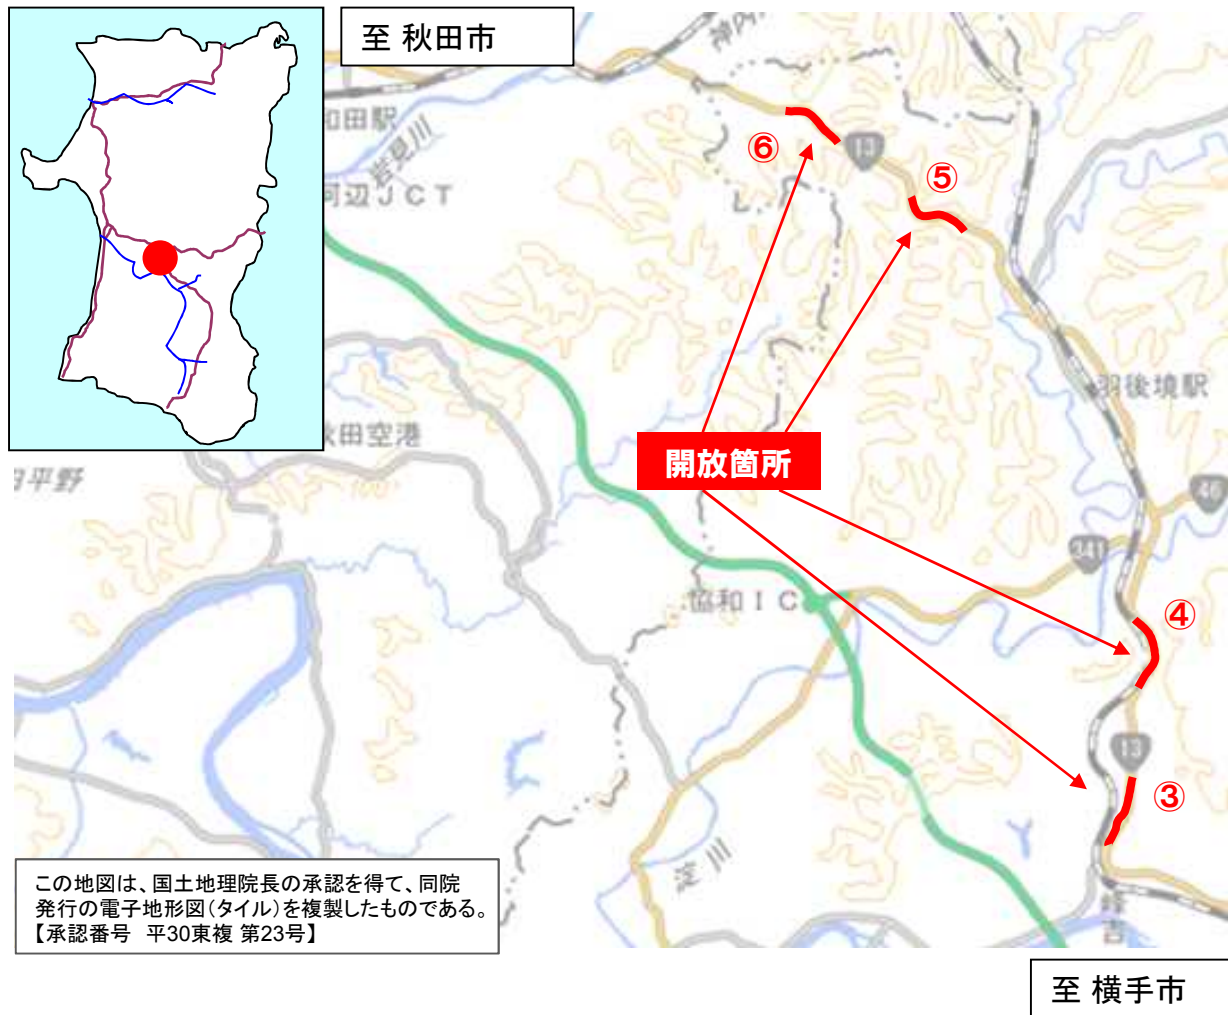 至 秋田市
和田駅
岩見川
河辺JCT
13
⑥
⑤
羽後境駅
秋田空港
開放箇所
平野
46
341
協和IC
④
13
③
淀川
峰吉
この地図は、国土地理院長の承認を得て、同院
発行の電子地形図(タイル)を複製したものである。
【承認番号 平30東複 第23号】
至 横手市